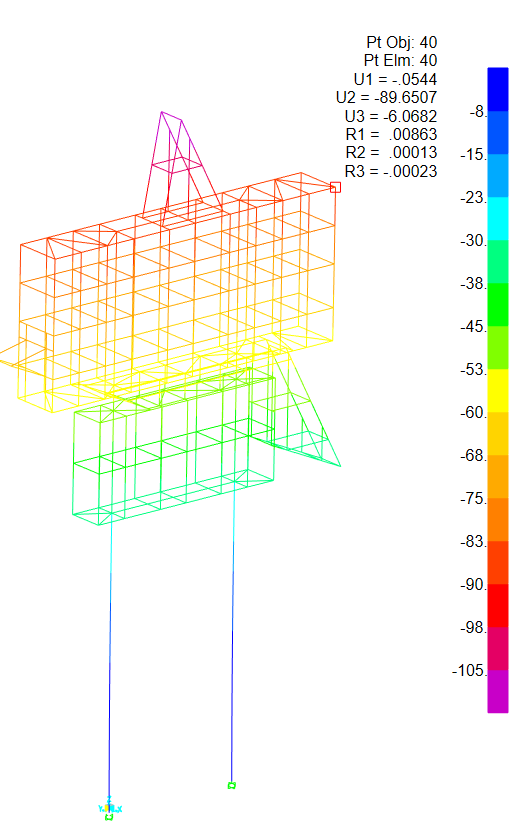 Pt Obj: 40
Pt Elm: 40
U1 = -.0544
U2 = -89.6507
U3 = -6.0682
R1 = .00863
R2 = .00013
R3 = -.00023
-8.
-15.
-23.
-30.
-38.
-45.
-53.
-60.
-68.
-75.
-83.
-90.
-98.
-105.